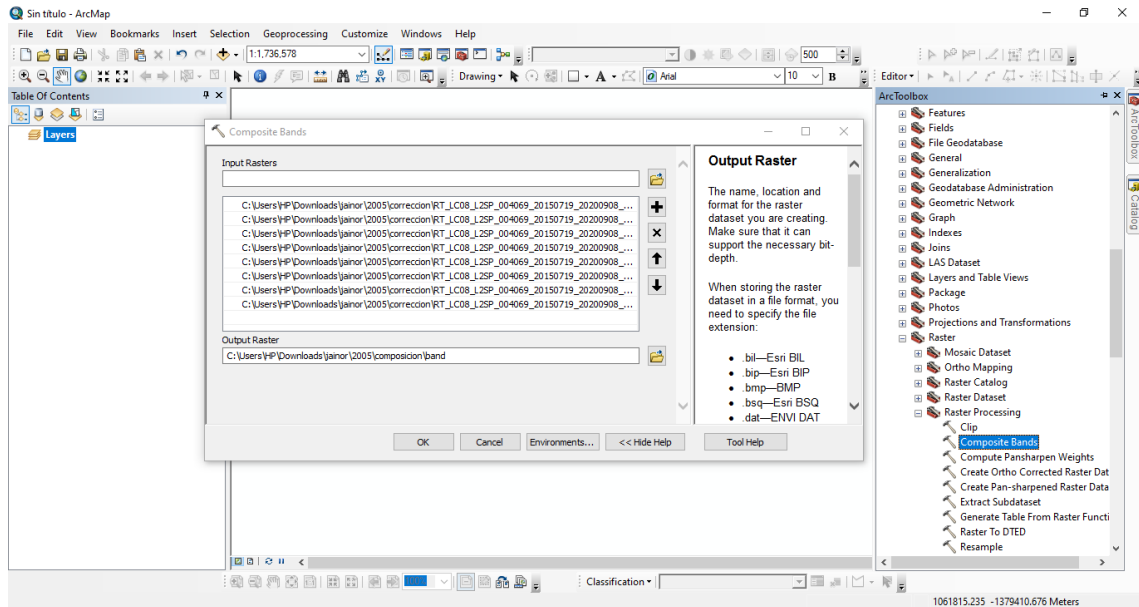 Sin título - ArcMap
File Edit View Bookmarks Insert Selection Geoprocessing Customize Windows Help
1:1,736,578
500
Drawing
A
Arial
10
B
Editor
Table Of Contents
Layers
Composite Bands
Input Rasters
C:\Users\HP\Downloads\jainor\2005\correccion\RT_LC08_L2SP_004069_20150719_20200908_...
C:\Users\HP\Downloads\jainor\2005\correccion\RT_LC08_L2SP_004069_20150719_20200908_...
C:\Users\HP\Downloads\jainor\2005\correccion\RT_LC08_L2SP_004069_20150719_20200908_...
C:\Users\HP\Downloads\jainor\2005\correccion\RT_LC08_L2SP_004069_20150719_20200908_...
C:\Users\HP\Downloads\jainor\2005\correccion\RT_LC08_L2SP_004069_20150719_20200908_...
C:\Users\HP\Downloads\jainor\2005\correccion\RT_LC08_L2SP_004069_20150719_20200908_...
C:\Users\HP\Downloads\jainor\2005\correccion\RT_LC08_L2SP_004069_20150719_20200908_...
C:\Users\HP\Downloads\jainor\2005\correccion\RT_LC08_L2SP_004069_20150719_20200908_...
Output Raster
C:\Users\HP\Downloads\jainor\2005\composicion\band
OK Cancel Environments... << Hide Help Tool Help
Output Raster
The name, location and
format for the raster
dataset you are creating.
Make sure that it can
support the necessary bit-
depth.
When storing the raster
dataset in a file format, you
need to specify the file
extension:
• .bil—Esri BIL
• .bip—Esri BIP
• .bmp—BMP
• .bsq—Esri BSQ
• .dat—ENVI DAT
ArcToolbox
Features
Fields
File Geodatabase
General
Generalization
Geodatabase Administration
Geometric Network
Graph
Indexes
Joins
LAS Dataset
Layers and Table Views
Package
Photos
Projections and Transformations
Raster
Mosaic Dataset
Ortho Mapping
Raster Catalog
Raster Dataset
Raster Processing
Clip
Composite Bands
Compute Pansharpen Weights
Create Ortho Corrected Raster Dat
Create Pan-sharpened Raster Data
Extract Subdataset
Generate Table From Raster Functi
Raster To DTED
Resample
ArcToolbox
Catalog
Classification
1061815.235 -1379410.676 Meters